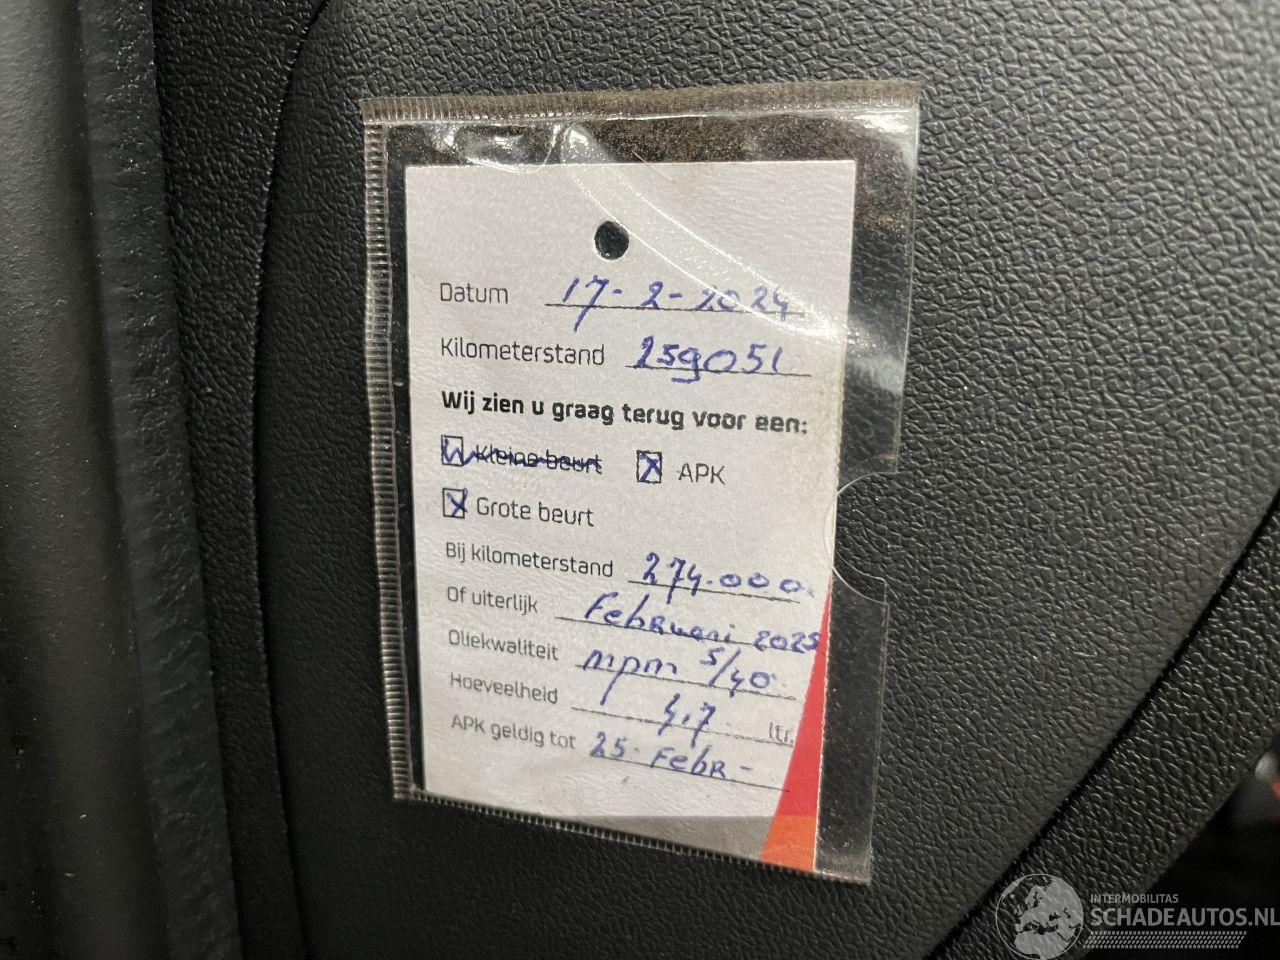 Datum 17-2-2024
Kilometerstand 259051
Wij zien u graag terug voor een:
Kleine beurt APK
Grote beurt
Bij kilometerstand 274.000.
Of uiterlijk Februari 2025
Oliekwaliteit mpm 5/40
Hoeveelheid 4,7 ltr.
APK geldig tot 25-Febr-
INTERMOBILITAS
SCHADEAUTOS.NL